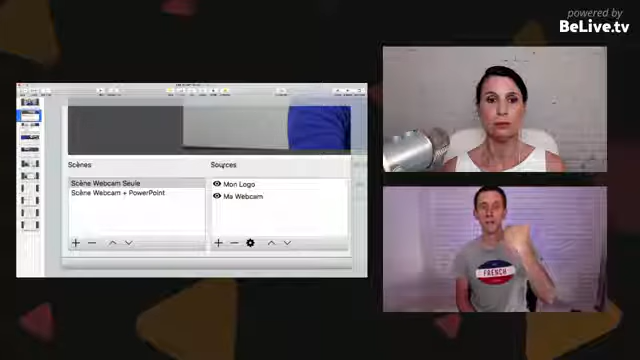 powered by
BeLive.tv
Scènes
Sources
Scène Webcam Seule
Scène Webcam + PowerPoint
Mon Logo
Ma Webcam
FRENCH